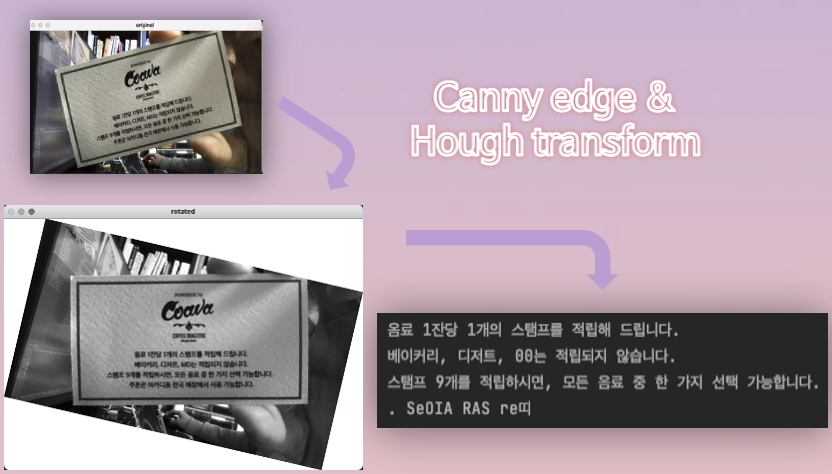 original
POWERED by
Coava
COFFEE ROASTERS
음료 1잔당 1개의 스탬프를 적립해 드립니다.
베이커리, 디저트, MD는 적립되지 않습니다.
스탬프 9개를 적립하시면, 모든 음료 중 한 가지 선택 가능합니다.
쿠폰은 아카디움 전국 매장에서 사용 가능합니다.
Canny edge &
Hough transform
rotated
POWERED by
Coava
COFFEE ROASTERS
음료 1잔당 1개의 스탬프를 적립해 드립니다.
베이커리, 디저트, MD는 적립되지 않습니다.
스탬프 9개를 적립하시면, 모든 음료 중 한 가지 선택 가능합니다.
쿠폰은 아카디움 전국 매장에서 사용 가능합니다.
옴료 1잔당 1개의 스탬프를 적립해 드립니다.
베이커리, 디저트, 00는 적립되지 않습니다.
스탬프 9개를 적립하시면, 모든 음료 중 한 가지 선택 가능합니다.
. SeOIA RAS re띠